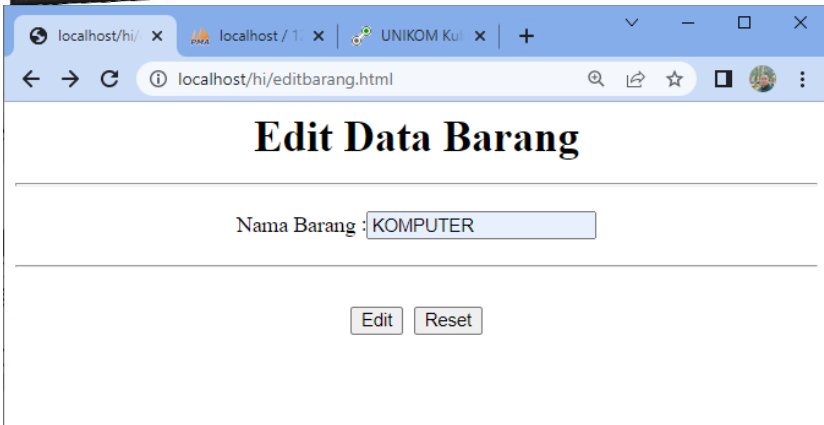 localhost/hi/
localhost / 1
UNIKOM Kul
localhost/hi/editbarang.html
Edit Data Barang
Nama Barang :KOMPUTER
Edit
Reset